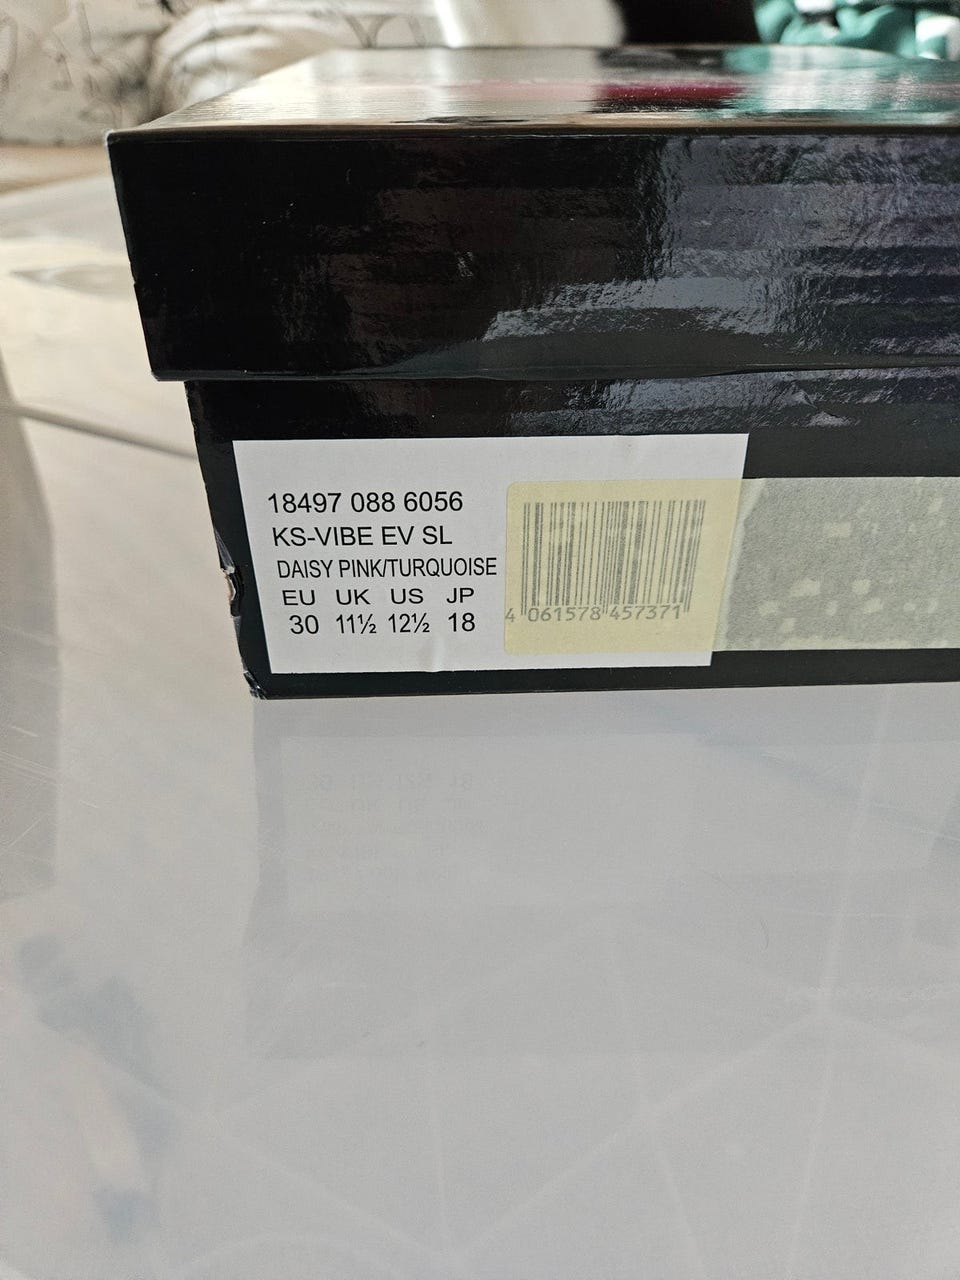 18497 088 6056
KS-VIBE EV SL
DAISY PINK/TURQUOISE
EU UK US JP
30 11½ 12½ 18
4 061578 457371